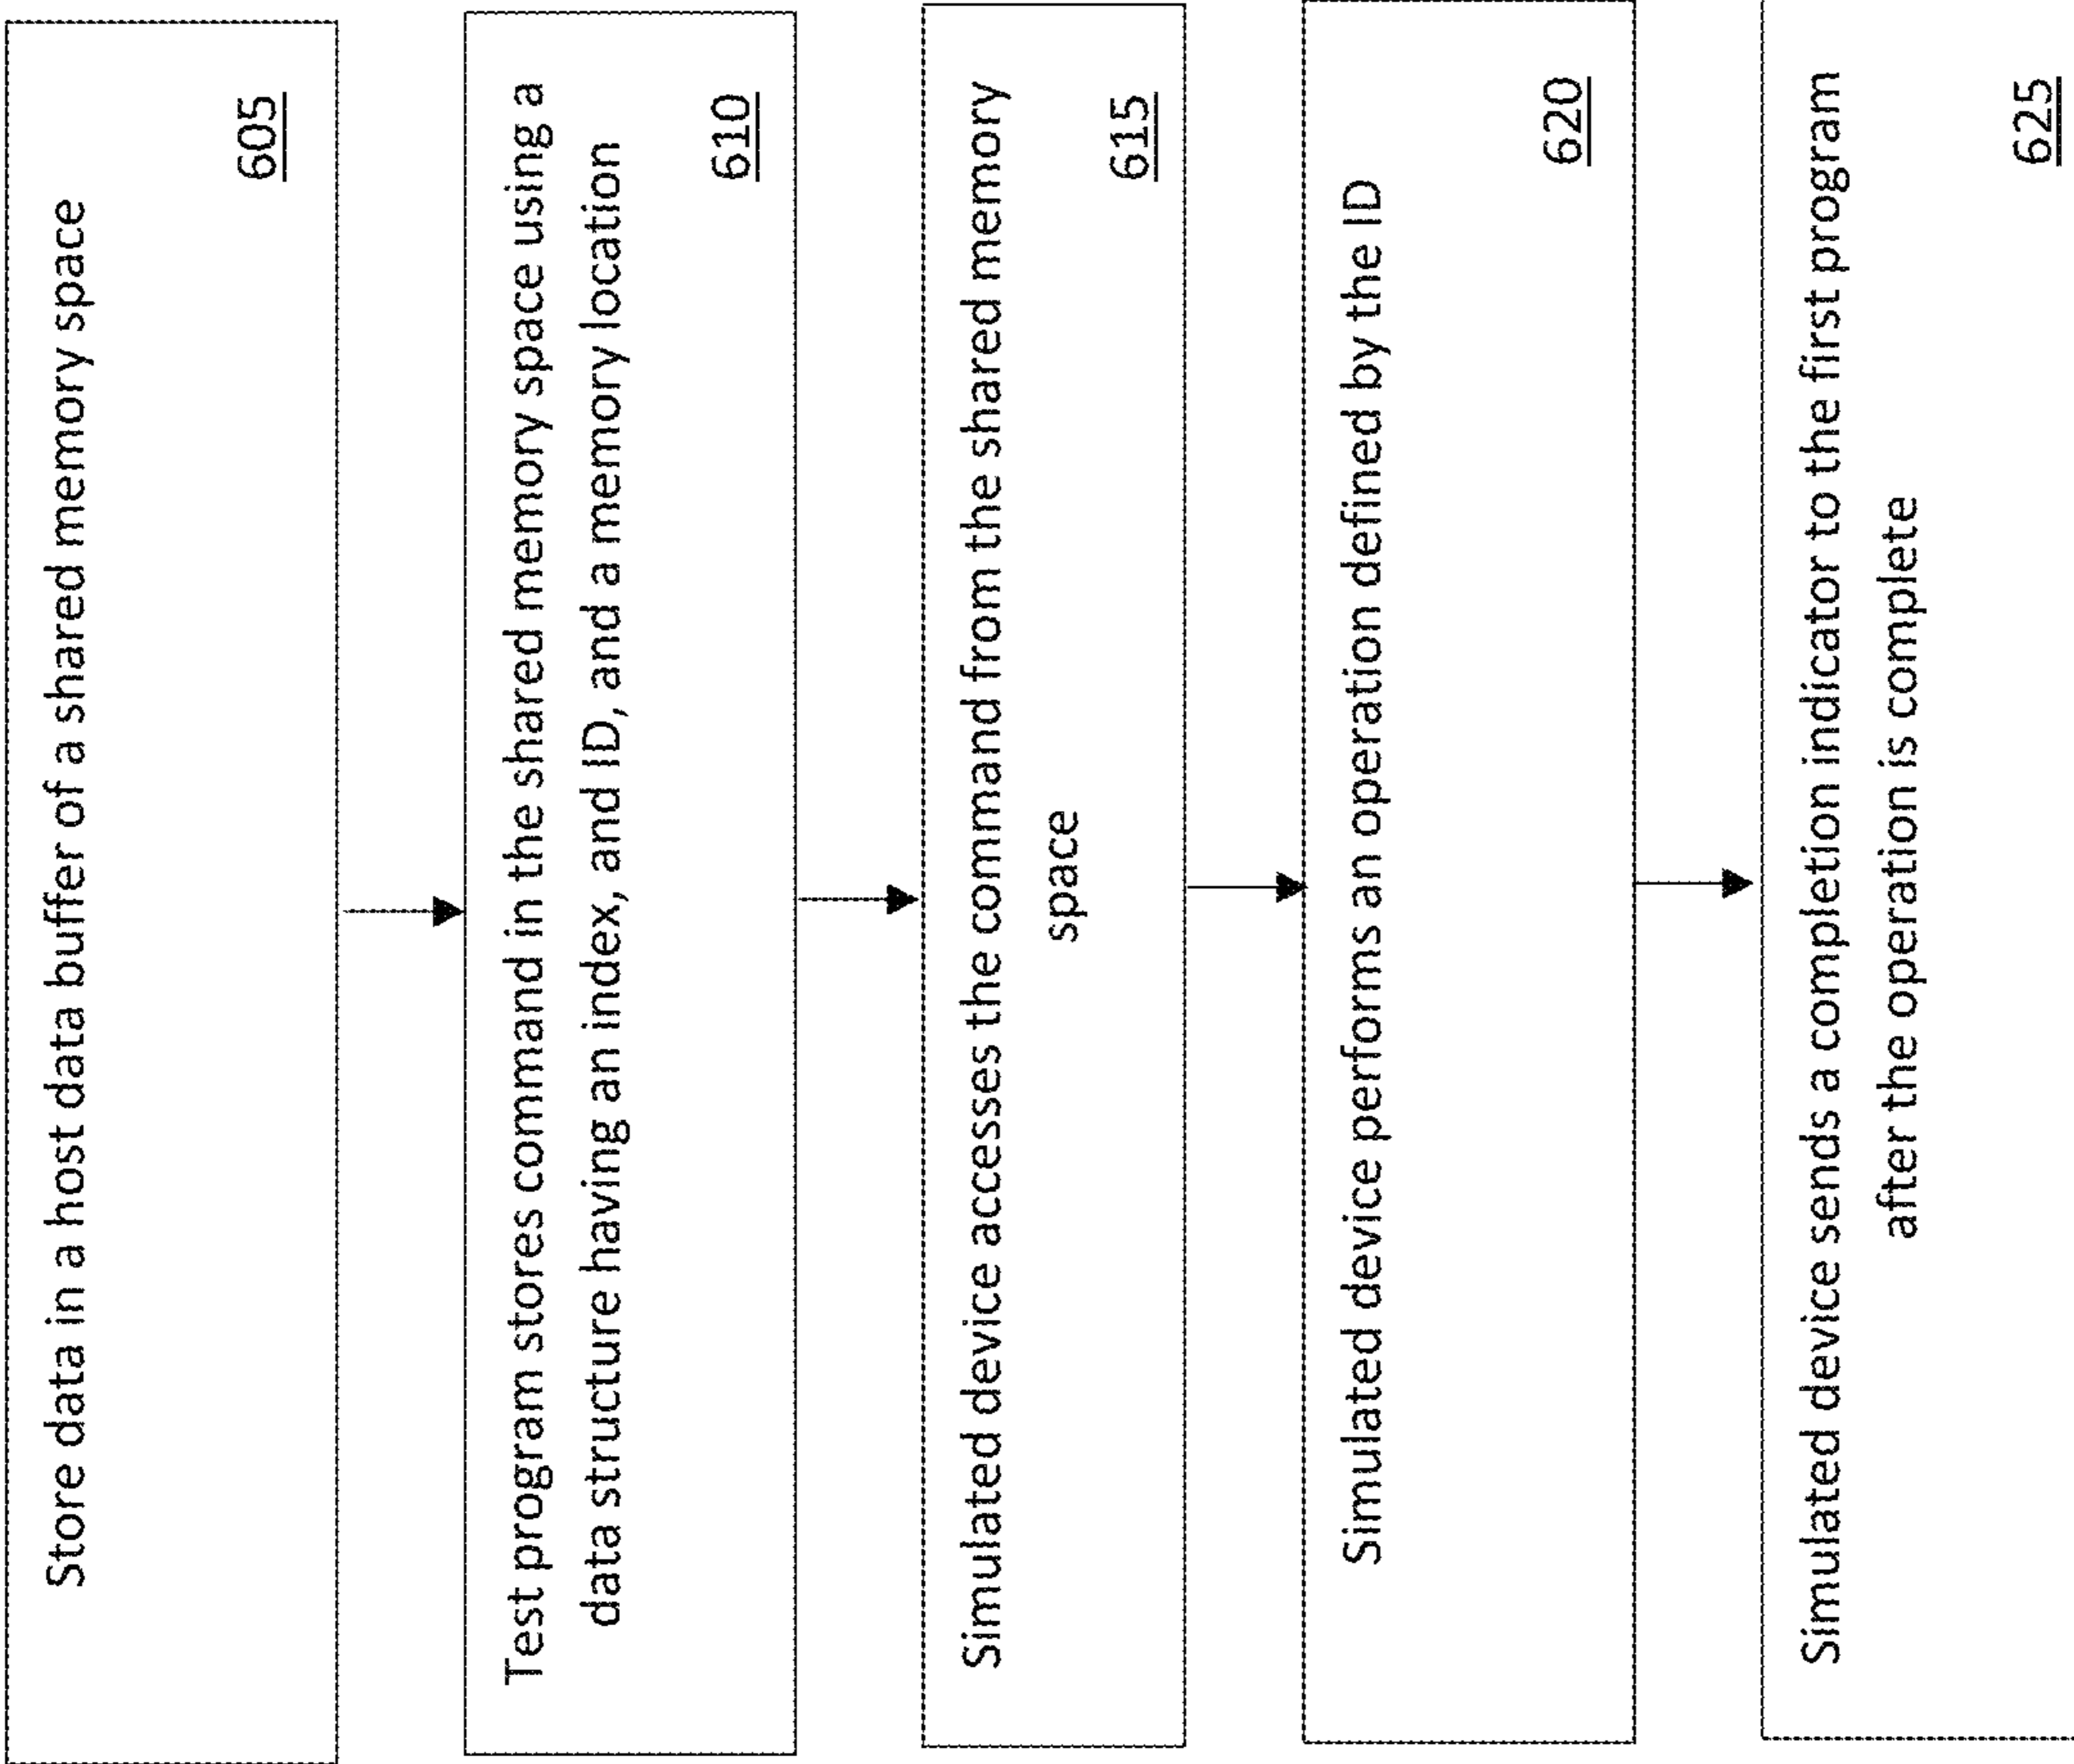 Store data in a host data buffer of a shared memory space
605
Test program stores command in the shared memory space using a
data structure having an index, and ID, and a memory location
610
Simulated device accesses the command from the shared memory
space
615
Simulated device performs an operation defined by the ID
620
Simulated device sends a completion indicator to the first program
after the operation is complete
625